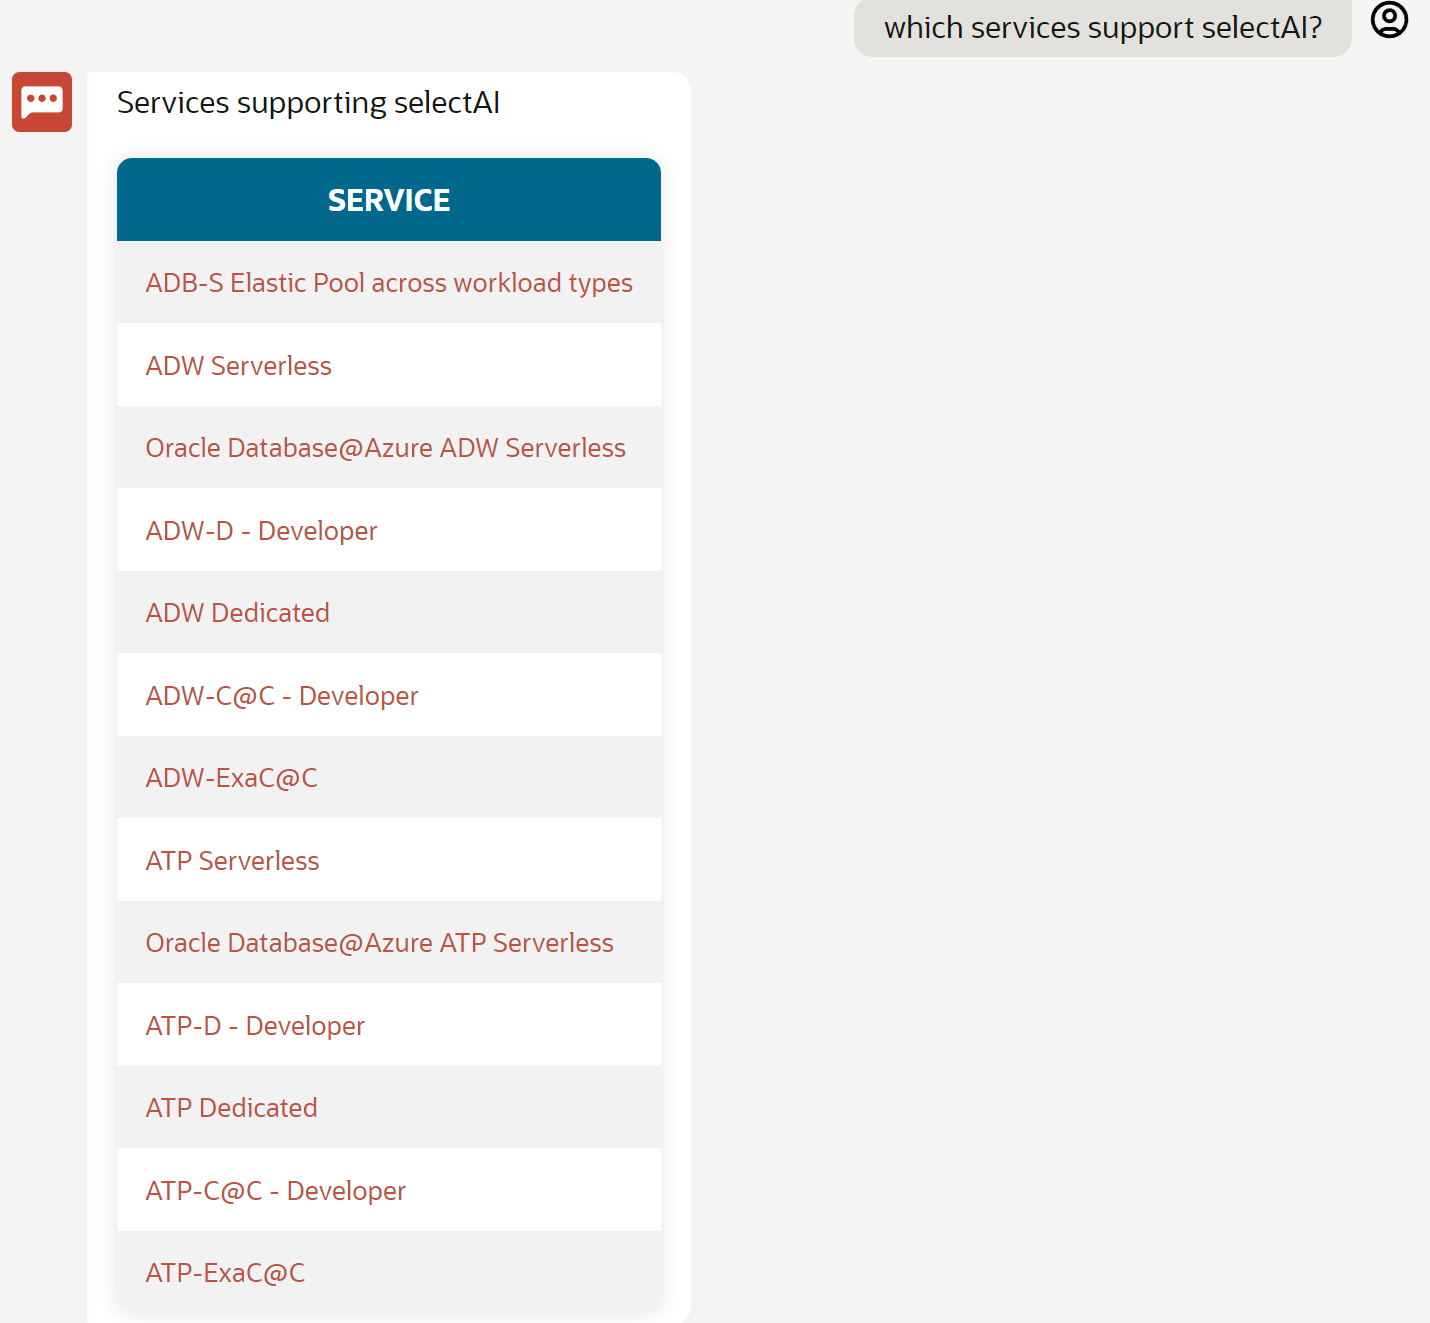 which services support selectAI?
Services supporting selectAI
SERVICE
ADB-S Elastic Pool across workload types
ADW Serverless
Oracle Database@Azure ADW Serverless
ADW-D - Developer
ADW Dedicated
ADW-C@C - Developer
ADW-ExaC@C
ATP Serverless
Oracle Database@Azure ATP Serverless
ATP-D - Developer
ATP Dedicated
ATP-C@C - Developer
ATP-ExaC@C